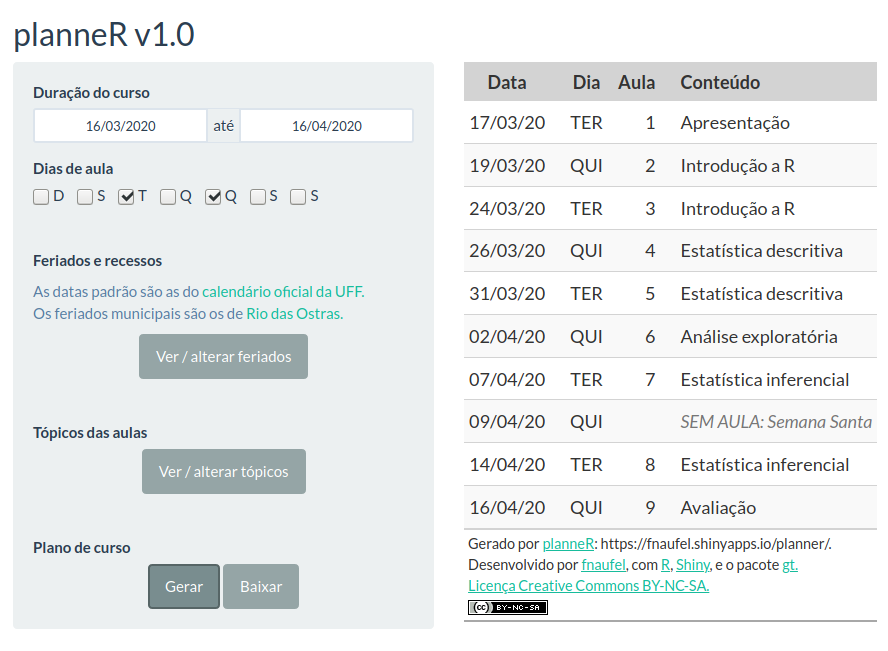 planneR v1.0
Duração do curso
16/03/2020 até 16/04/2020
Dias de aula
D S T Q Q S S
Feriados e recessos
As datas padrão são as do calendário oficial da UFF.
Os feriados municipais são os de Rio das Ostras.
Ver / alterar feriados
Tópicos das aulas
Ver / alterar tópicos
Plano de curso
Gerar Baixar
Data Dia Aula Conteúdo
17/03/20 TER 1 Apresentação
19/03/20 QUI 2 Introdução a R
24/03/20 TER 3 Introdução a R
26/03/20 QUI 4 Estatística descritiva
31/03/20 TER 5 Estatística descritiva
02/04/20 QUI 6 Análise exploratória
07/04/20 TER 7 Estatística inferencial
09/04/20 QUI SEM AULA: Semana Santa
14/04/20 TER 8 Estatística inferencial
16/04/20 QUI 9 Avaliação
Gerado por planneR: https://fnaufel.shinyapps.io/planner/.
Desenvolvido por fnaufel, com R, Shiny, e o pacote gt.
Licença Creative Commons BY-NC-SA.
(cc) BY-NC-SA